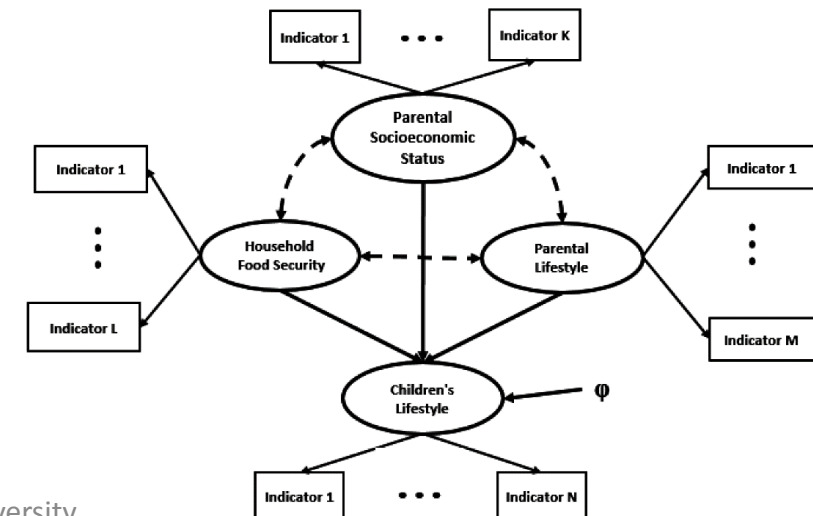 Indicator 1
• • •
Indicator K
Parental
Socioeconomic
Status
Indicator 1
Indicator 1
Household
Food Security
Parental
Lifestyle
Indicator L
Indicator M
Children's
Lifestyle
φ
Indicator 1
• • •
Indicator N
versity